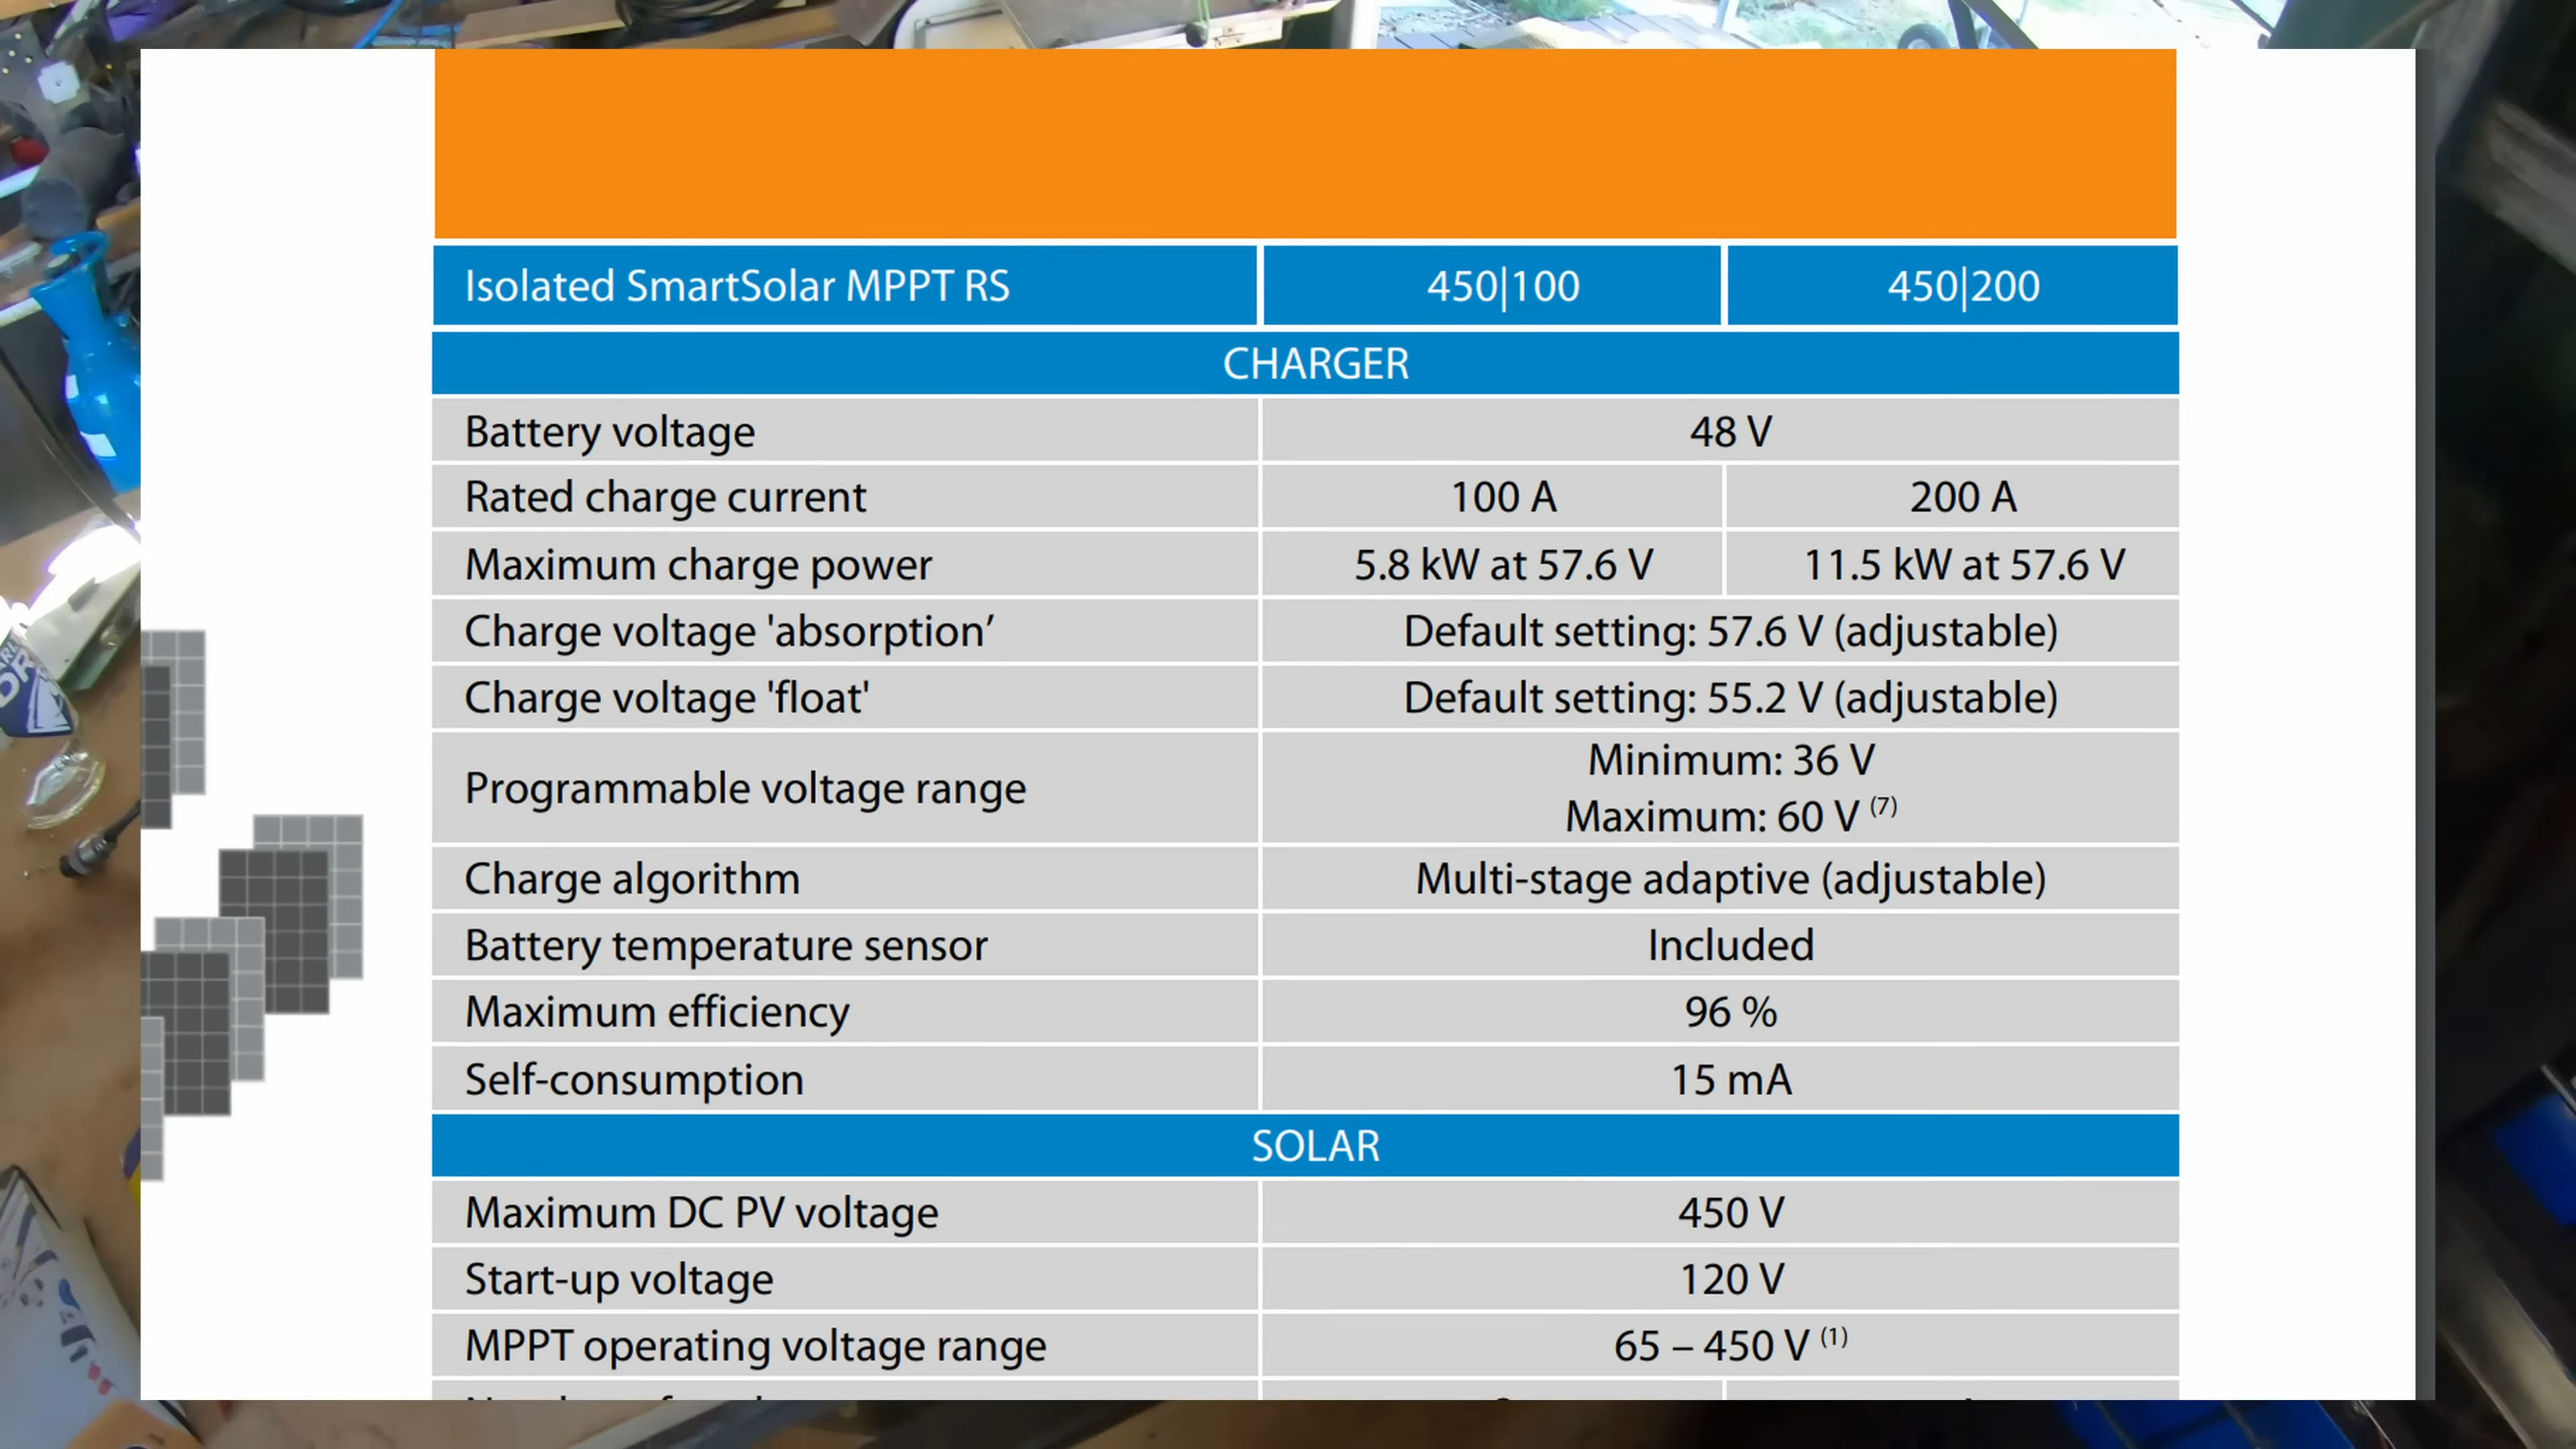 Isolated SmartSolar MPPT RS 450|100 450|200
CHARGER
Battery voltage 48 V
Rated charge current 100 A 200 A
Maximum charge power 5.8 kW at 57.6 V 11.5 kW at 57.6 V
Charge voltage 'absorption’ Default setting: 57.6 V (adjustable)
Charge voltage 'float' Default setting: 55.2 V (adjustable)
Programmable voltage range Minimum: 36 V
Maximum: 60 V (7)
Charge algorithm Multi-stage adaptive (adjustable)
Battery temperature sensor Included
Maximum efficiency 96 %
Self-consumption 15 mA
SOLAR
Maximum DC PV voltage 450 V
Start-up voltage 120 V
MPPT operating voltage range 65 – 450 V (1)